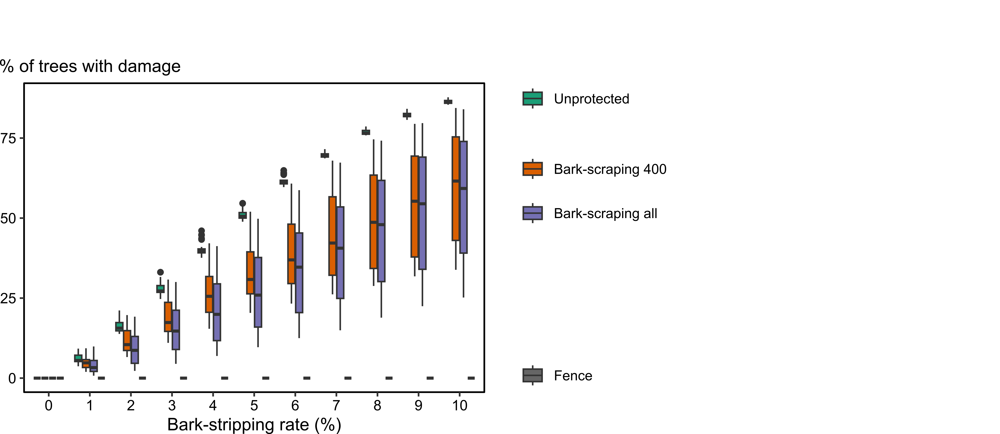 % of trees with damage
75
50
25
0
0 1 2 3 4 5 6 7 8 9 10
Bark-stripping rate (%)
Unprotected
Bark-scraping 400
Bark-scraping all
Fence